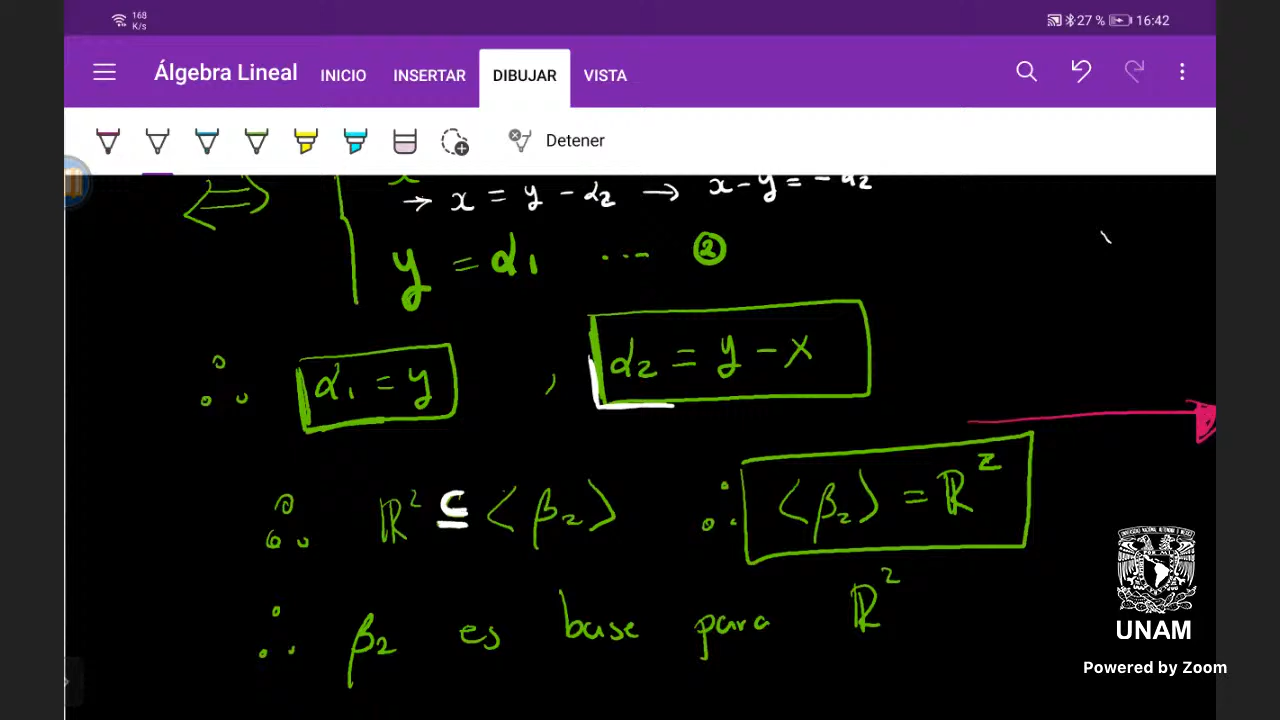 168
K/s
27 % 16:42
Álgebra Lineal INICIO INSERTAR DIBUJAR VISTA
Detener
→ x = y - α₂ → x - y = - α₂
y = α₁ ... ②
∴ α₁ = y , α₂ = y - x
∴ ℝ² ⊆ ⟨β₂⟩ ∴ ⟨β₂⟩ = ℝ²
∴ β₂ es base para ℝ²
UNAM
Powered by Zoom